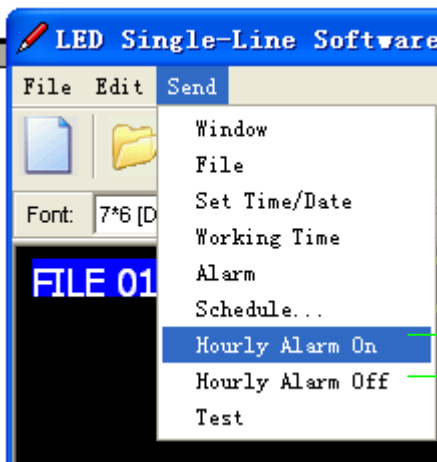 LED Single-Line Software
File Edit Send
Window
File
Set Time/Date
Font: 7*6 [D
Working Time
Alarm
FILE 01
Schedule...
Hourly Alarm On
Hourly Alarm Off
Test